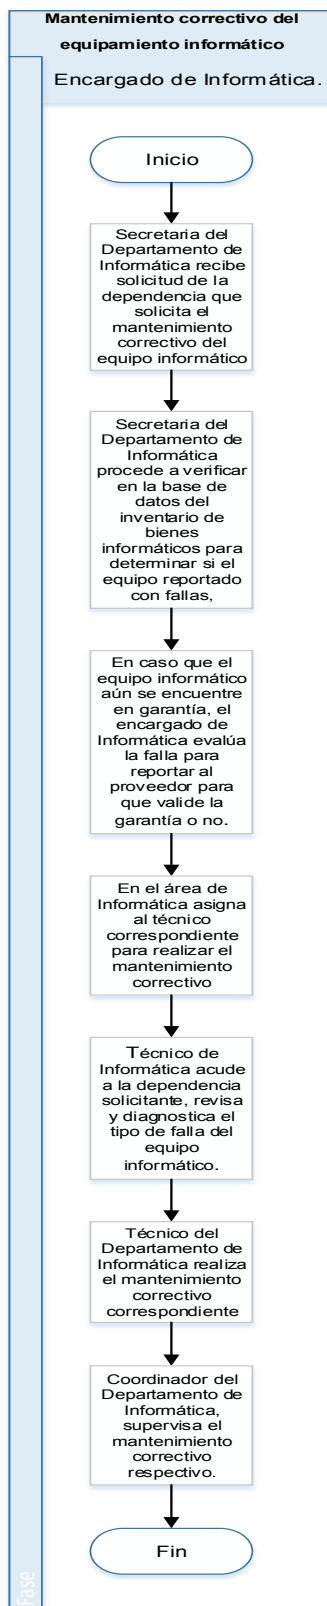 Mantenimiento correctivo del
equipamiento informático
Encargado de Informática.
Inicio
Secretaria del
Departamento de
Informática recibe
solicitud de la
dependencia que
solicita el
mantenimiento
correctivo del
equipo informático
Secretaria del
Departamento de
Informática
procede a verificar
en la base de
datos del
inventario de
bienes
informáticos para
determinar si el
equipo reportado
con fallas,
En caso que el
equipo informático
aún se encuentre
en garantía, el
encargado de
Informática evalúa
la falla para
reportar al
proveedor para
que valide la
garantía o no.
En el área de
Informática asigna
al técnico
correspondiente
para realizar el
mantenimiento
correctivo
Técnico de
Informática acude
a la dependencia
solicitante, revisa
y diagnostica el
tipo de falla del
equipo
informático.
Técnico del
Departamento de
Informática realiza
el mantenimiento
correctivo
correspondiente
Coordinador del
Departamento de
Informática,
supervisa el
mantenimiento
correctivo
respectivo.
Fin
Fase